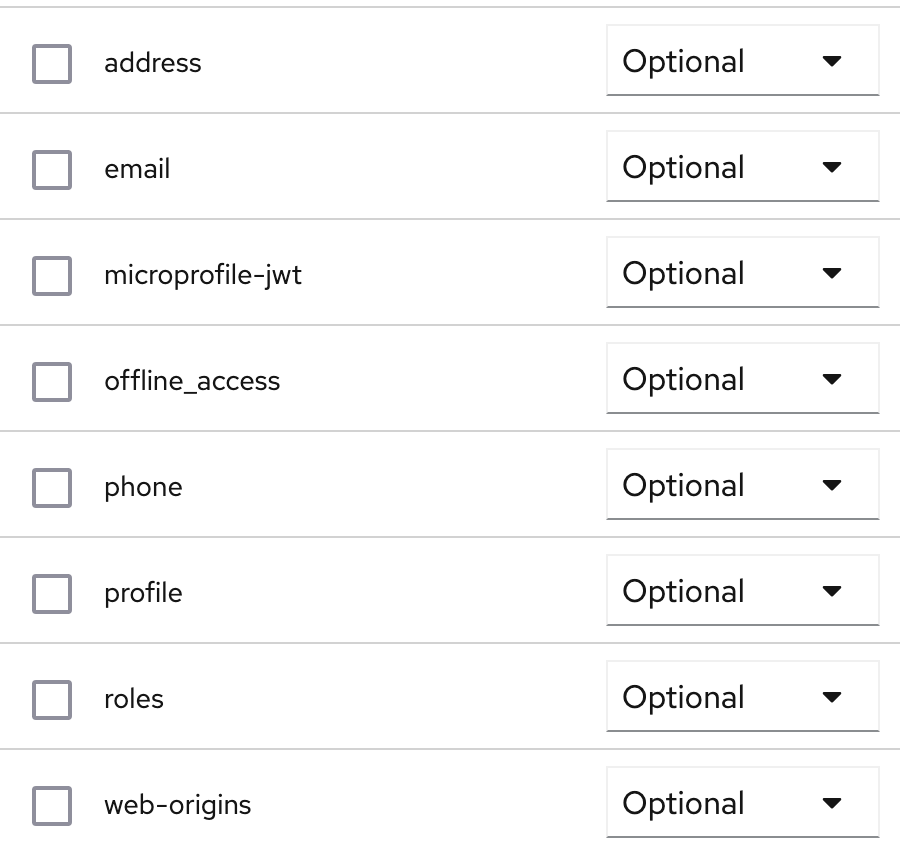 address Optional
email Optional
microprofile-jwt Optional
offline_access Optional
phone Optional
profile Optional
roles Optional
web-origins Optional